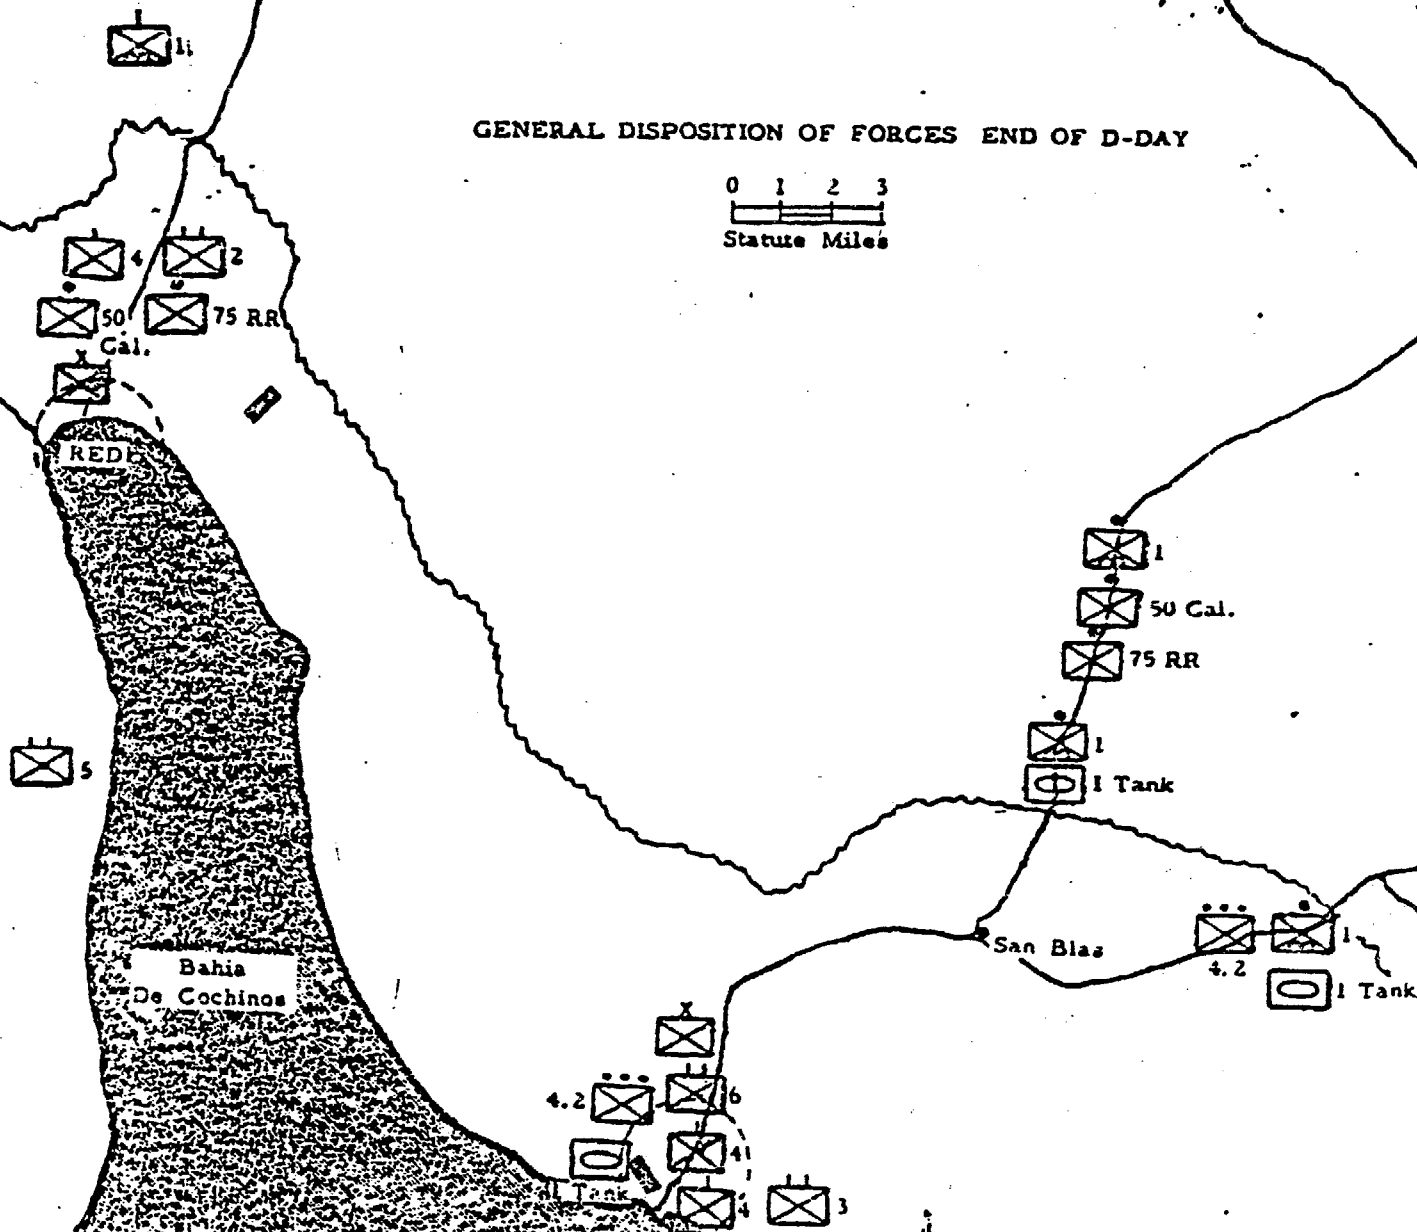 GENERAL DISPOSITION OF FORCES END OF D-DAY
0 1 2 3
Statute Miles
4
2
50
Cal.
75 RR
RED
1
50 Cal.
75 RR
1
1 Tank
5
San Blas
4.2
1
1 Tank
Bahia
De Cochinos
4.2
6
4
1 Tank
4
3